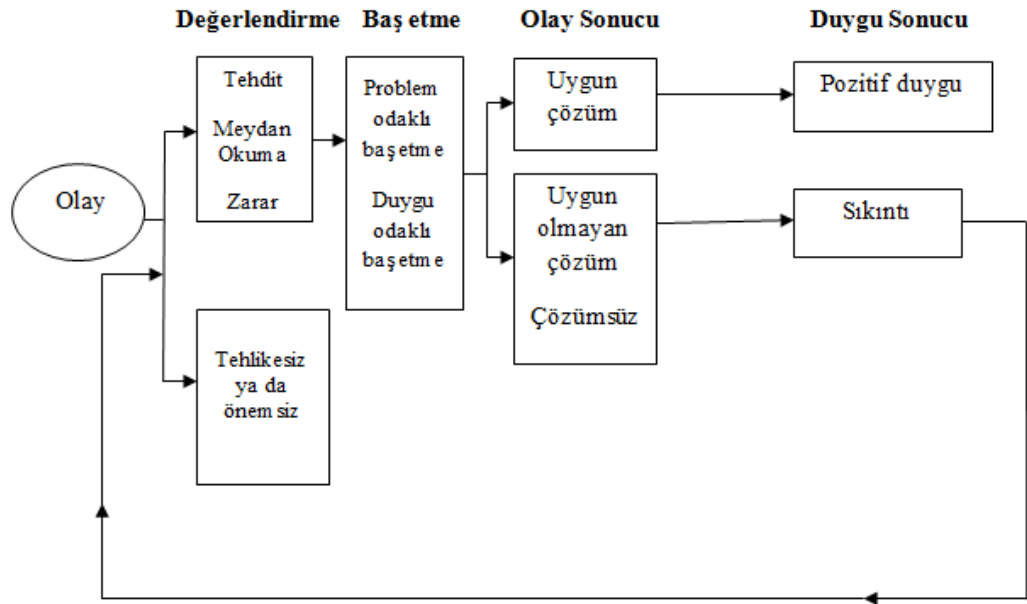 Değerlendirme
Baş etme
Olay Sonucu
Duygu Sonucu
Olay
Tehdit
Meydan
Okuma
Zarar
Tehlikesiz
ya da
önemsiz
Problem
odaklı
başetme
Duygu
odaklı
başetme
Uygun
çözüm
Uygun
olmayan
çözüm
Çözümsüz
Pozitif duygu
Sıkıntı